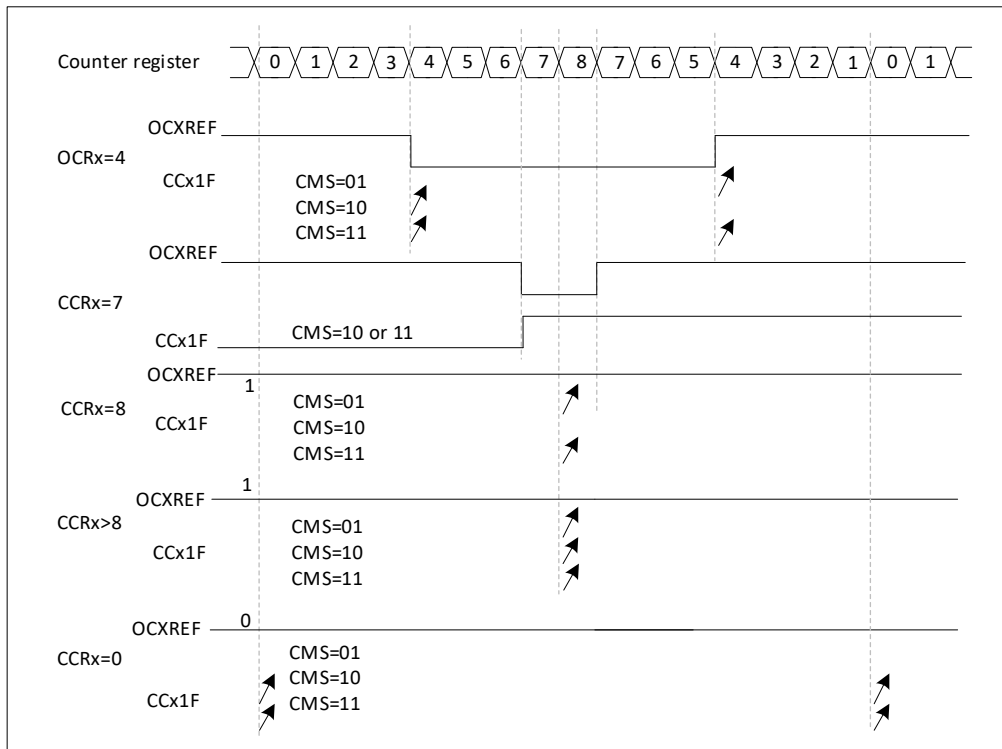 Counter register 0 1 2 3 4 5 6 7 8 7 6 5 4 3 2 1 0 1
OCXREF
OCRx=4
CCx1F
CMS=01
CMS=10
CMS=11
OCXREF
CCRx=7
CCx1F
CMS=10 or 11
OCXREF
1
CCRx=8
CCx1F
CMS=01
CMS=10
CMS=11
OCXREF
1
CCRx>8
CCx1F
CMS=01
CMS=10
CMS=11
OCXREF
0
CCRx=0
CCx1F
CMS=01
CMS=10
CMS=11